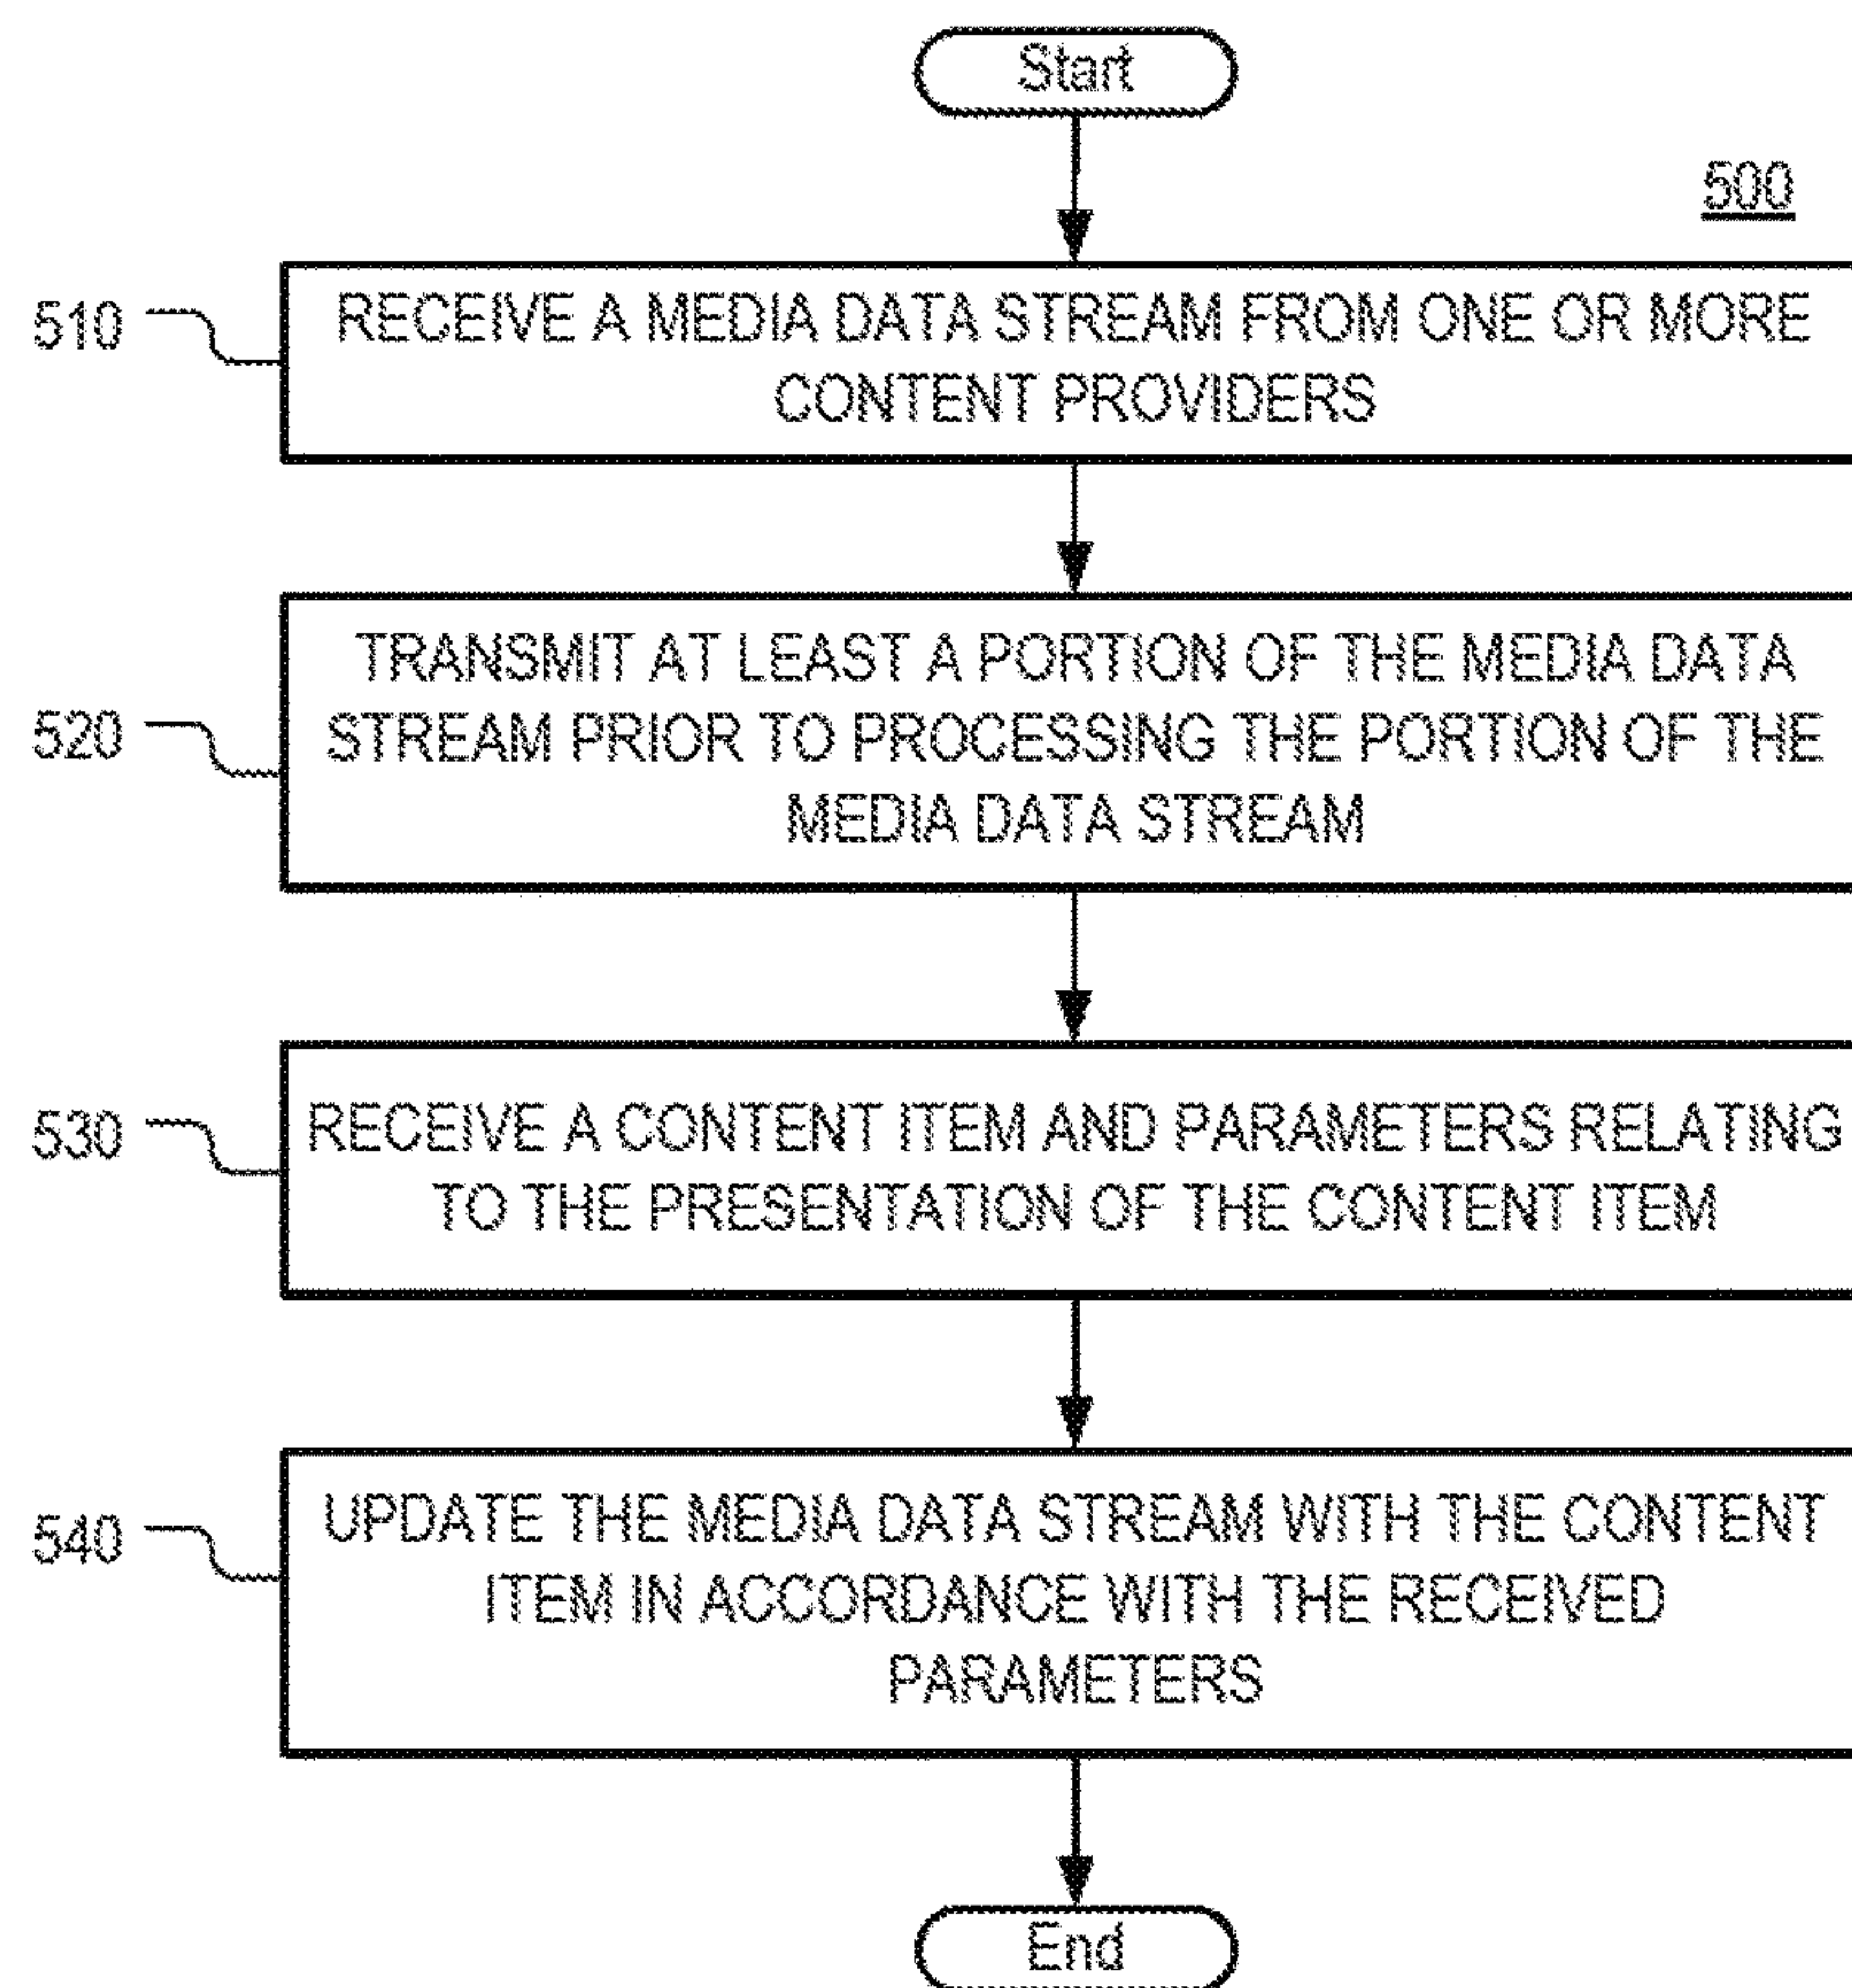 Start
500
510
RECEIVE A MEDIA DATA STREAM FROM ONE OR MORE
CONTENT PROVIDERS
520
TRANSMIT AT LEAST A PORTION OF THE MEDIA DATA
STREAM PRIOR TO PROCESSING THE PORTION OF THE
MEDIA DATA STREAM
530
RECEIVE A CONTENT ITEM AND PARAMETERS RELATING
TO THE PRESENTATION OF THE CONTENT ITEM
540
UPDATE THE MEDIA DATA STREAM WITH THE CONTENT
ITEM IN ACCORDANCE WITH THE RECEIVED
PARAMETERS
End